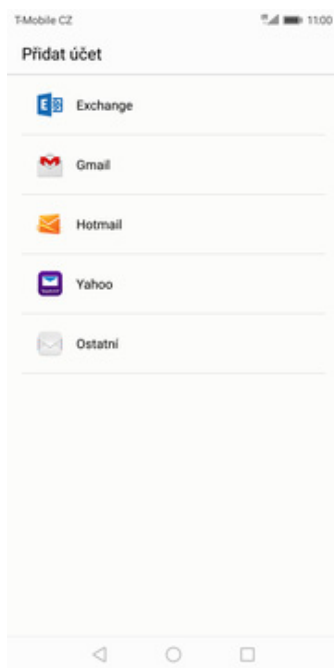 T-Mobile CZ 11:00
Přidat účet
Exchange
Gmail
Hotmail
Yahoo
Ostatní